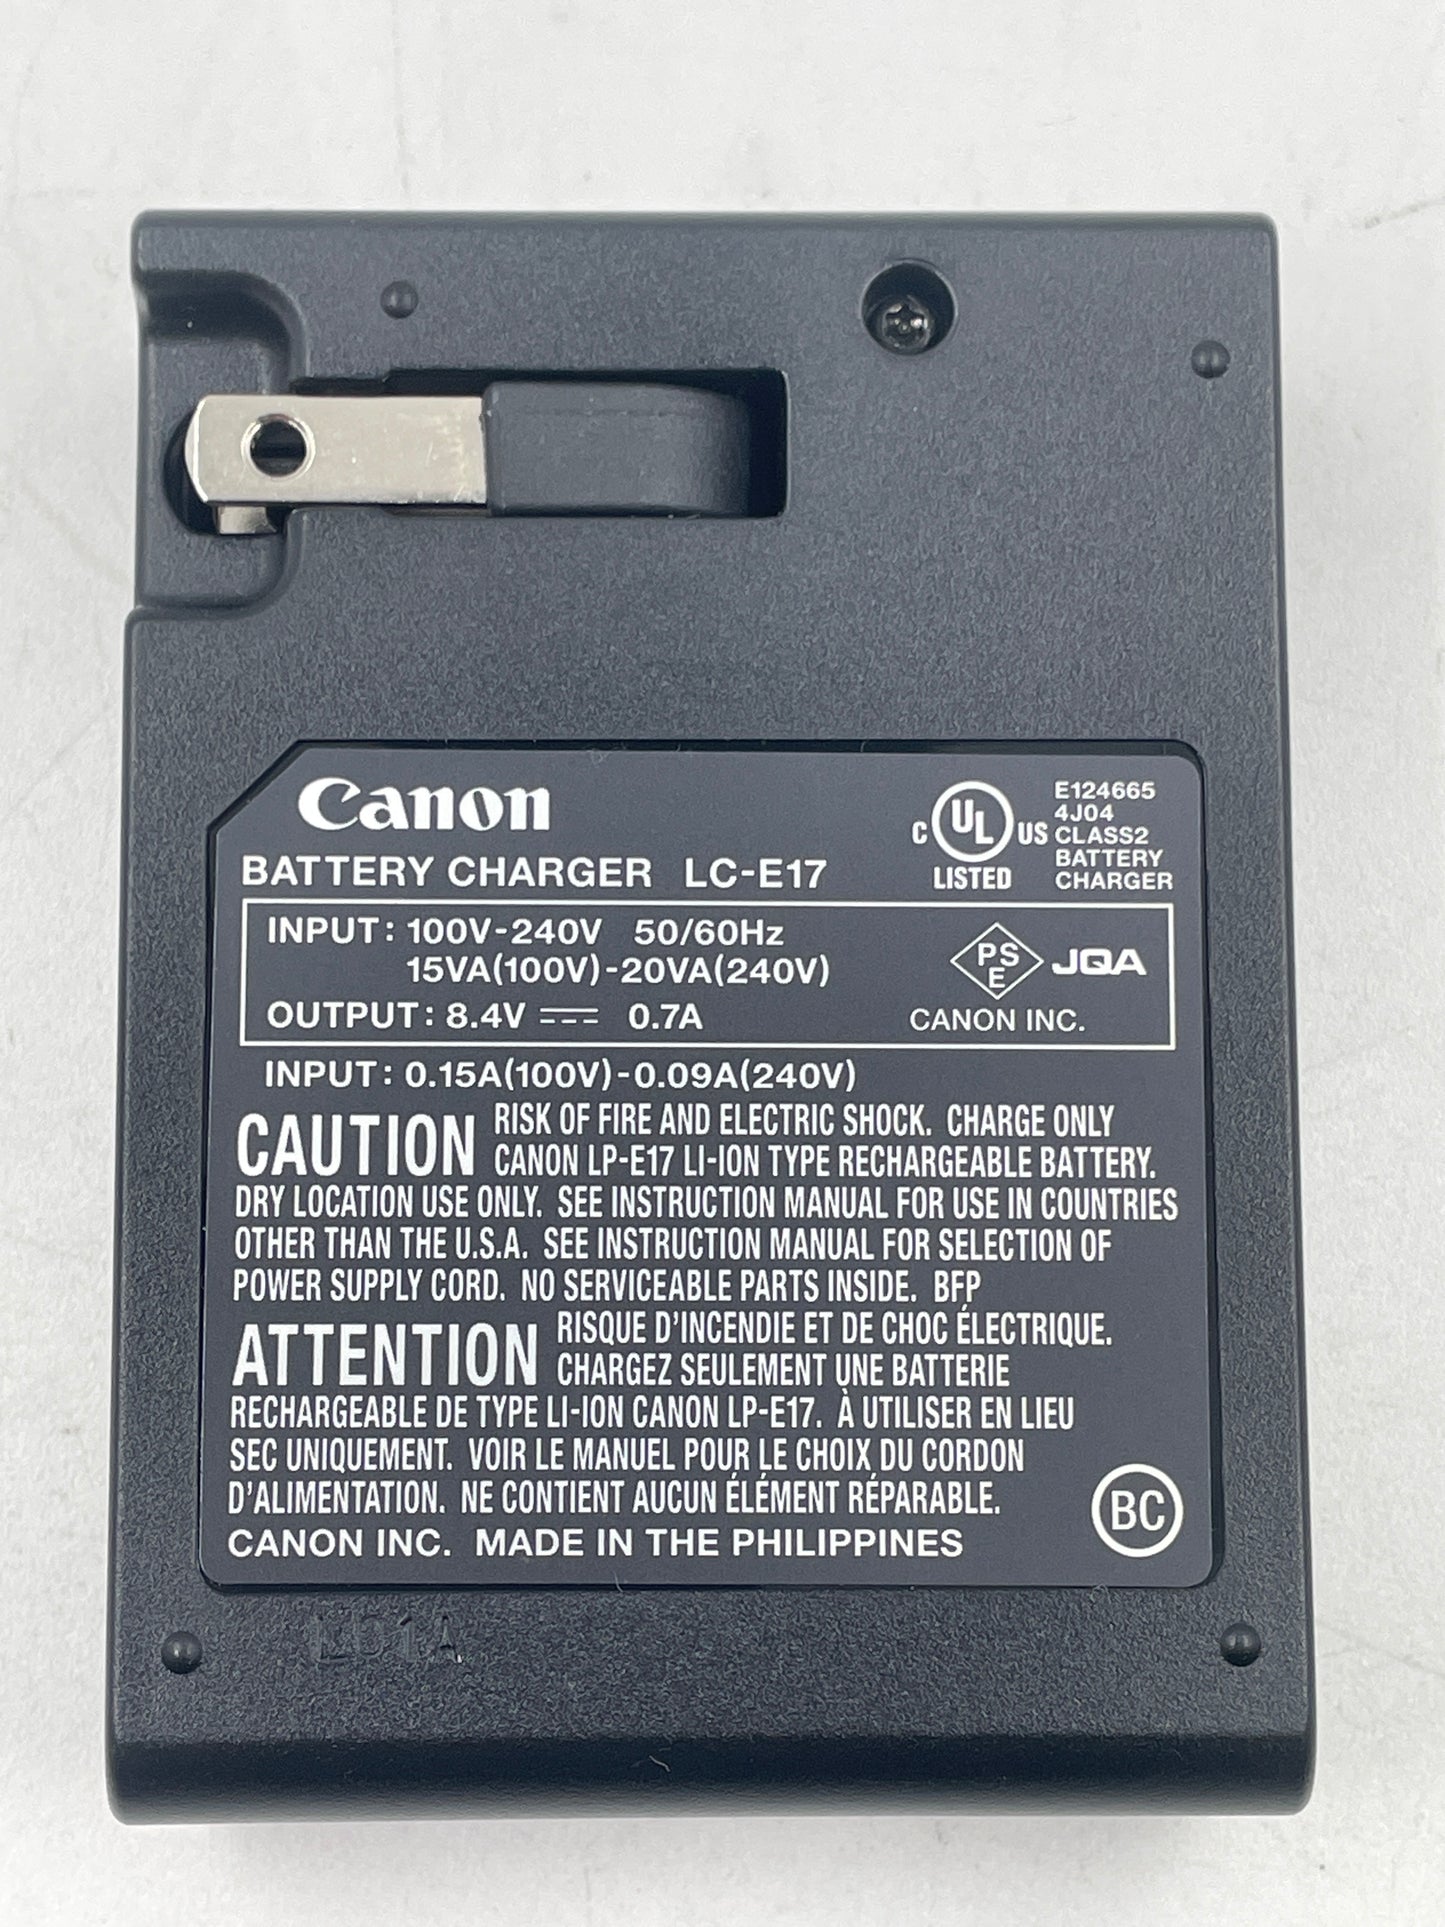 Canon
BATTERY CHARGER LC-E17
C UL US
LISTED
E124665
4J04
CLASS2
BATTERY
CHARGER
INPUT: 100V-240V 50/60Hz
15VA(100V)-20VA(240V)
OUTPUT: 8.4V ⎓ 0.7A
PS
E
JQA
CANON INC.
INPUT: 0.15A(100V)-0.09A(240V)
CAUTION RISK OF FIRE AND ELECTRIC SHOCK. CHARGE ONLY
CANON LP-E17 LI-ION TYPE RECHARGEABLE BATTERY.
DRY LOCATION USE ONLY. SEE INSTRUCTION MANUAL FOR USE IN COUNTRIES
OTHER THAN THE U.S.A. SEE INSTRUCTION MANUAL FOR SELECTION OF
POWER SUPPLY CORD. NO SERVICEABLE PARTS INSIDE. BFP
ATTENTION RISQUE D'INCENDIE ET DE CHOC ÉLECTRIQUE.
CHARGEZ SEULEMENT UNE BATTERIE
RECHARGEABLE DE TYPE LI-ION CANON LP-E17. À UTILISER EN LIEU
SEC UNIQUEMENT. VOIR LE MANUEL POUR LE CHOIX DU CORDON
D'ALIMENTATION. NE CONTIENT AUCUN ÉLÉMENT RÉPARABLE.
CANON INC. MADE IN THE PHILIPPINES
BC